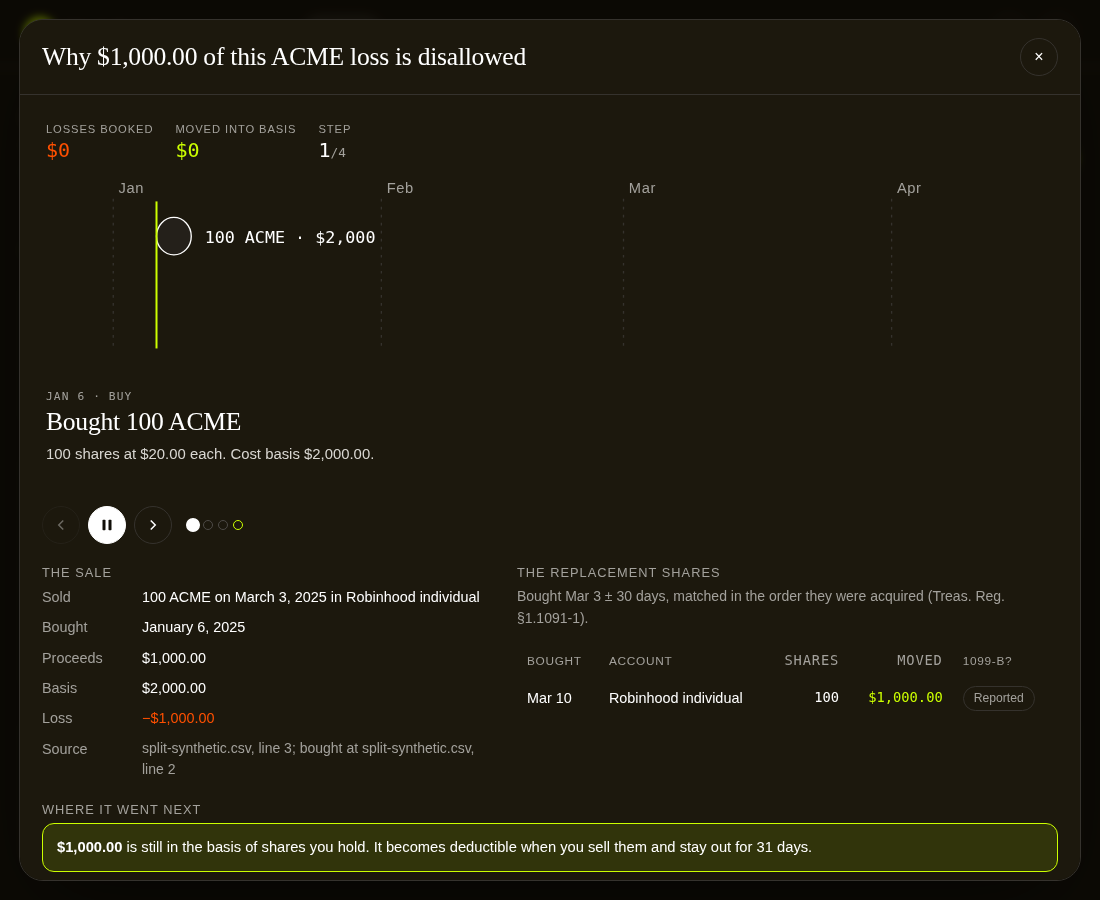 Why $1,000.00 of this ACME loss is disallowed
×
LOSSES BOOKED MOVED INTO BASIS STEP
$0 $0 1/4
Jan Feb Mar Apr
100 ACME · $2,000
JAN 6 · BUY
Bought 100 ACME
100 shares at $20.00 each. Cost basis $2,000.00.
THE SALE
Sold 100 ACME on March 3, 2025 in Robinhood individual
Bought January 6, 2025
Proceeds $1,000.00
Basis $2,000.00
Loss −$1,000.00
Source split-synthetic.csv, line 3; bought at split-synthetic.csv,
line 2
THE REPLACEMENT SHARES
Bought Mar 3 ± 30 days, matched in the order they were acquired (Treas. Reg.
§1.1091-1).
BOUGHT ACCOUNT SHARES MOVED 1099-B?
Mar 10 Robinhood individual 100 $1,000.00 Reported
WHERE IT WENT NEXT
$1,000.00 is still in the basis of shares you hold. It becomes deductible when you sell them and stay out for 31 days.